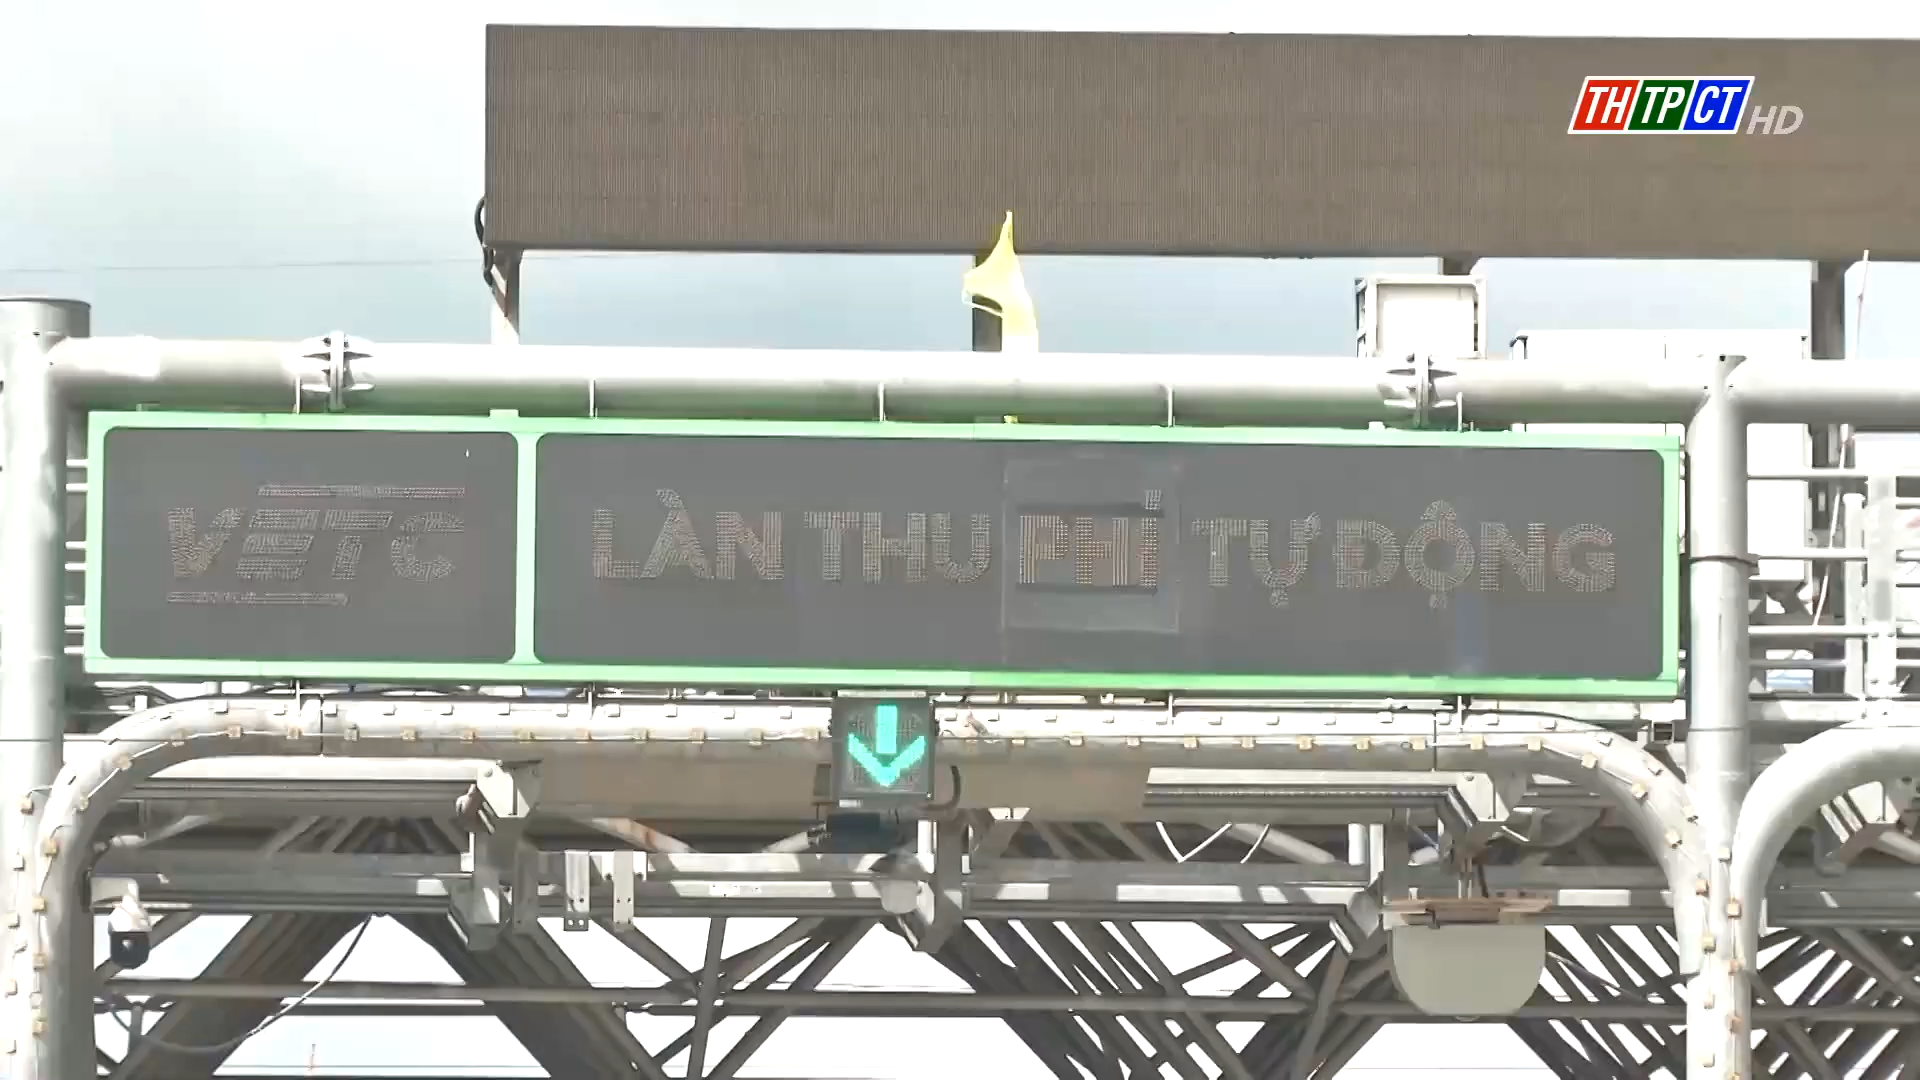 THTPCT HD
VETC
LÀN THU PHÍ TỰ ĐỘNG